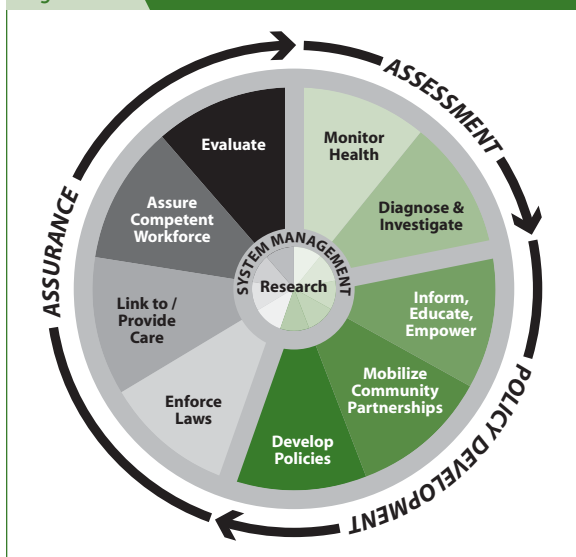 ASSESSMENT
Monitor
Health
Diagnose &
Investigate
POLICY DEVELOPMENT
Inform,
Educate,
Empower
Mobilize
Community
Partnerships
Develop
Policies
ASSURANCE
Enforce
Laws
Link to /
Provide
Care
Assure
Competent
Workforce
Evaluate
SYSTEM MANAGEMENT
Research